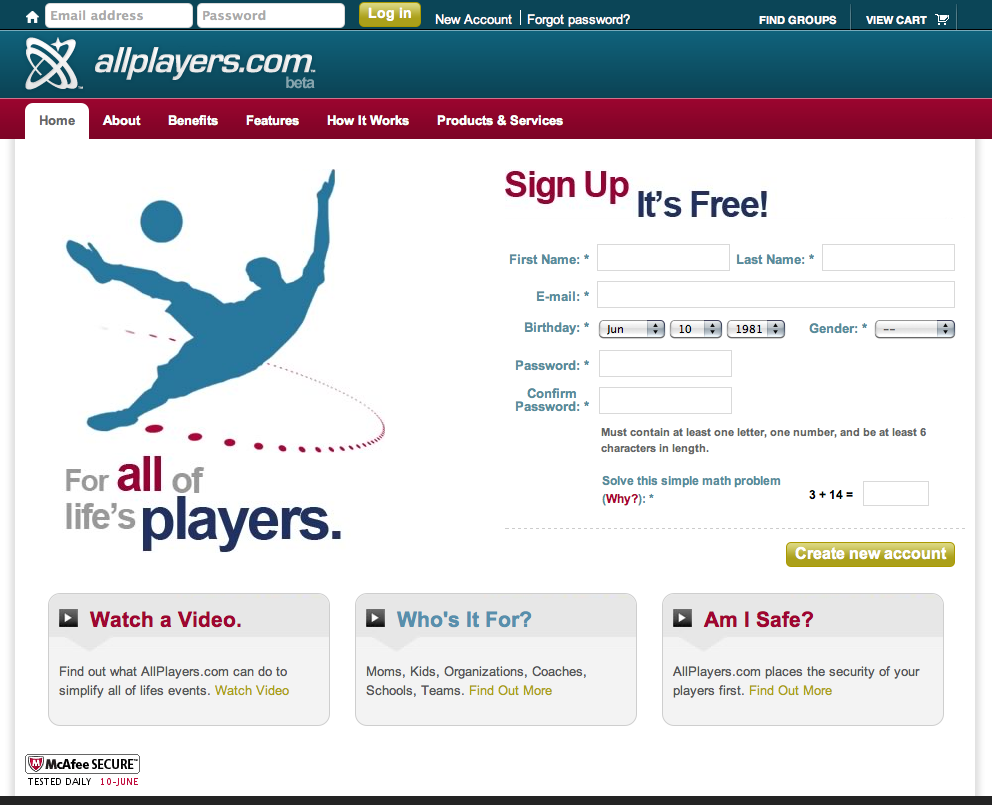 Email address Password Log in New Account Forgot password? FIND GROUPS VIEW CART
allplayers.com™
beta
Home About Benefits Features How It Works Products & Services
Sign Up
It's Free!
First Name: * Last Name: *
E-mail: *
Birthday: * Jun 10 1981 Gender: * --
Password: *
Confirm
Password: *
Must contain at least one letter, one number, and be at least 6
characters in length.
Solve this simple math problem
(Why?): * 3 + 14 =
Create new account
For all of
life's players.
Watch a Video.
Find out what AllPlayers.com can do to
simplify all of lifes events. Watch Video
Who's It For?
Moms, Kids, Organizations, Coaches,
Schools, Teams. Find Out More
Am I Safe?
AllPlayers.com places the security of your
players first. Find Out More
McAfee SECURE™
TESTED DAILY 10-JUNE